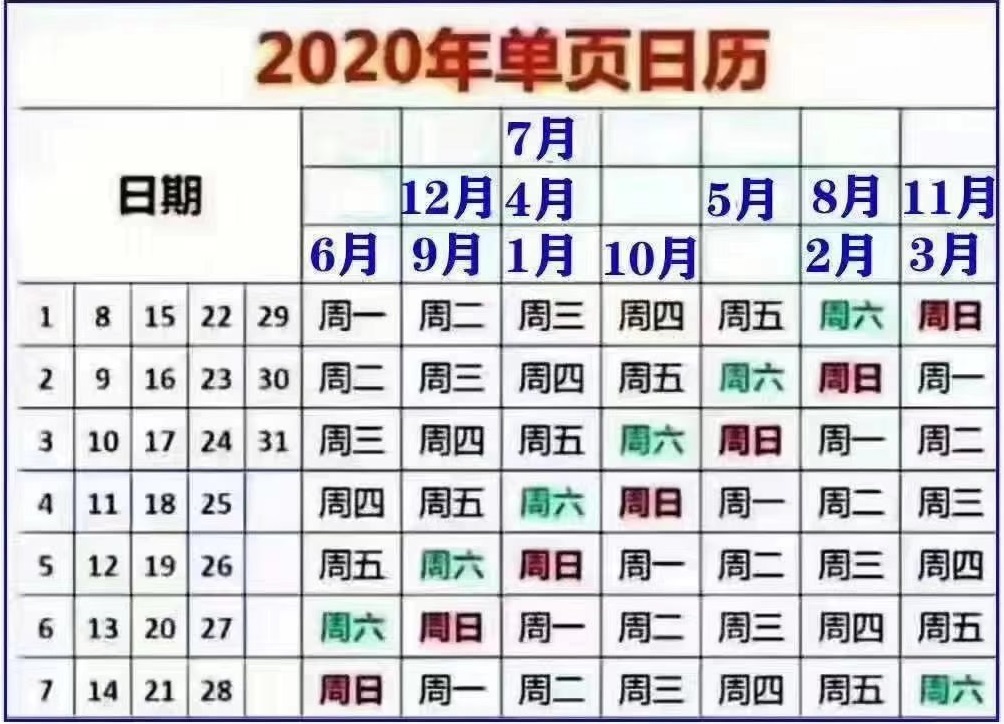 2020年单页日历
7月
日期 12月 4月 5月 8月 11月
6月 9月 1月 10月 2月 3月
1 8 15 22 29 周一 周二 周三 周四 周五 周六 周日
2 9 16 23 30 周二 周三 周四 周五 周六 周日 周一
3 10 17 24 31 周三 周四 周五 周六 周日 周一 周二
4 11 18 25 周四 周五 周六 周日 周一 周二 周三
5 12 19 26 周五 周六 周日 周一 周二 周三 周四
6 13 20 27 周六 周日 周一 周二 周三 周四 周五
7 14 21 28 周日 周一 周二 周三 周四 周五 周六